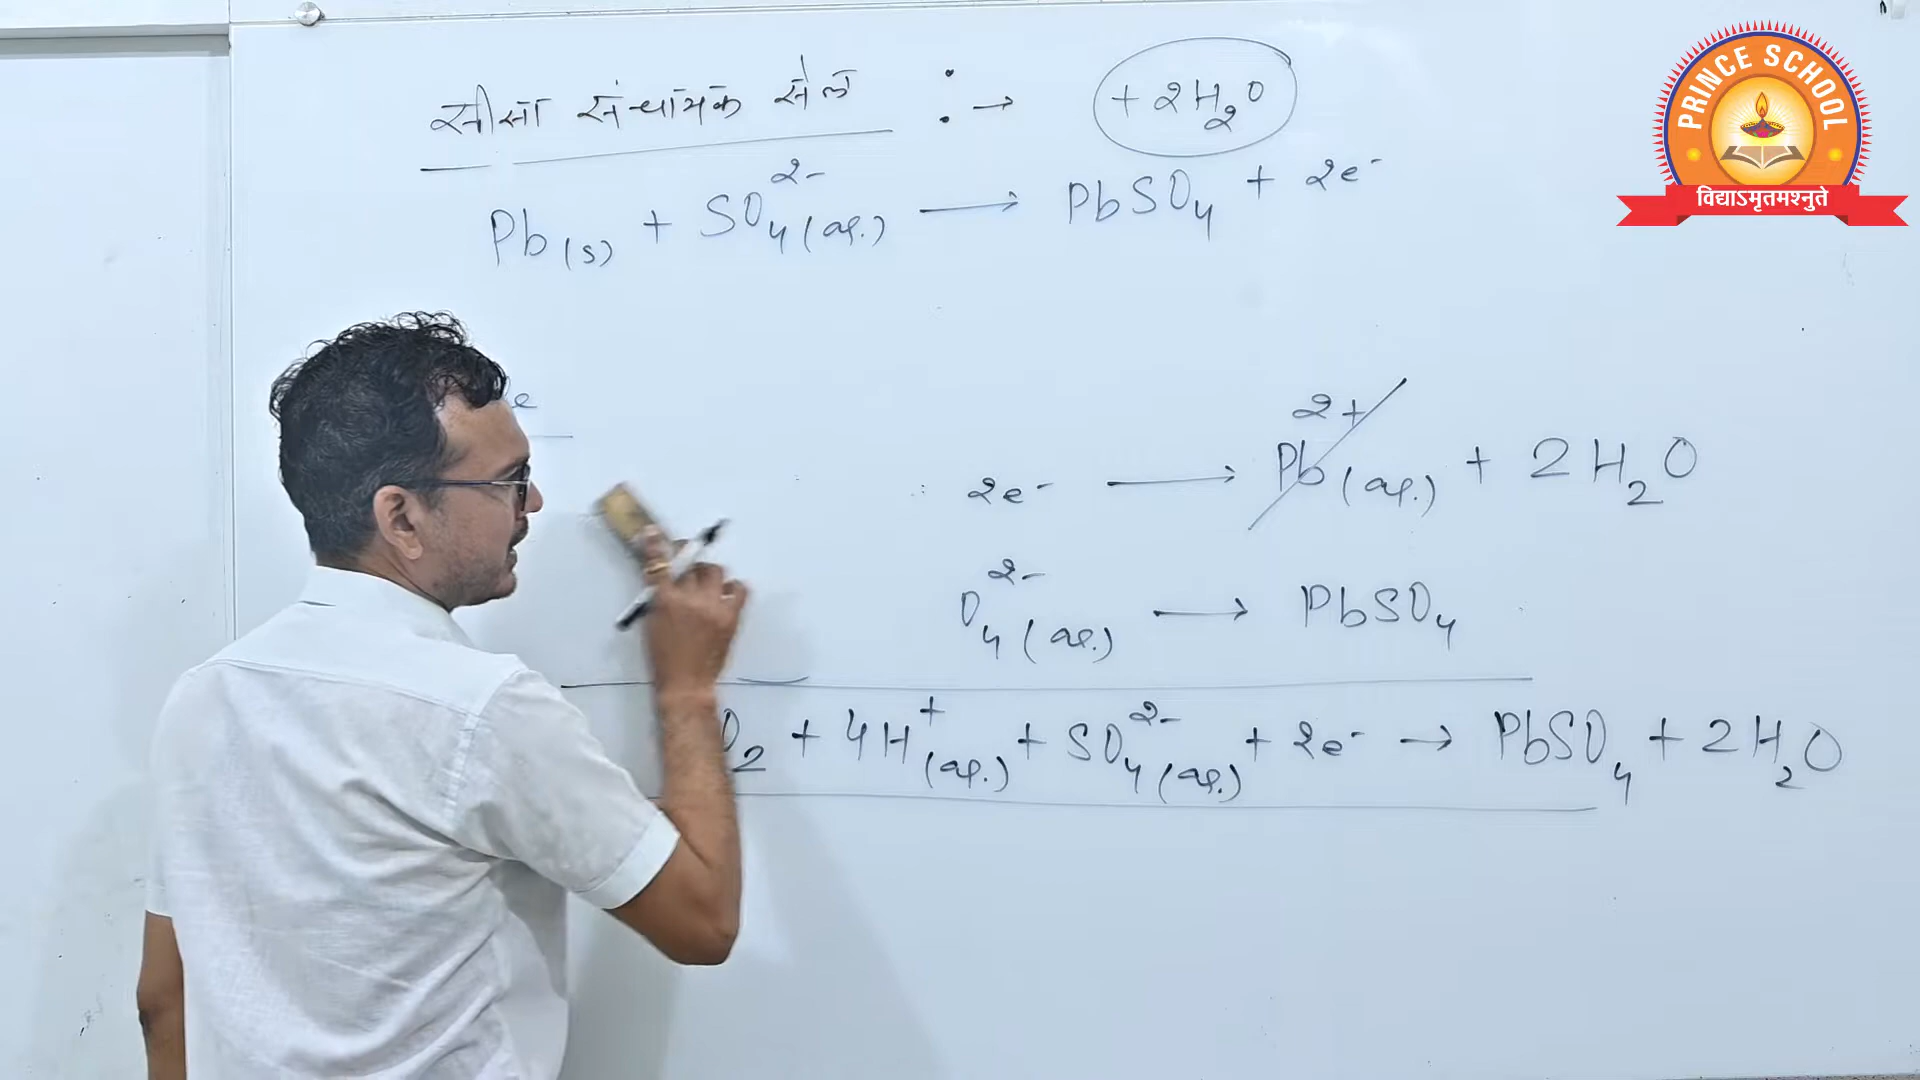 सीसा संचायक सेल :→ + 2H₂O
Pb(s) + SO₄²⁻(aq.) ⟶ PbSO₄ + 2e⁻
e
2e⁻ ⟶ Pb²⁺(aq.) + 2H₂O
O₄²⁻(aq.) ⟶ PbSO₄
O₂ + 4H⁺(aq.) + SO₄²⁻(aq.) + 2e⁻ → PbSO₄ + 2H₂O
PRINCE SCHOOL
विद्याऽमृतमश्नुते